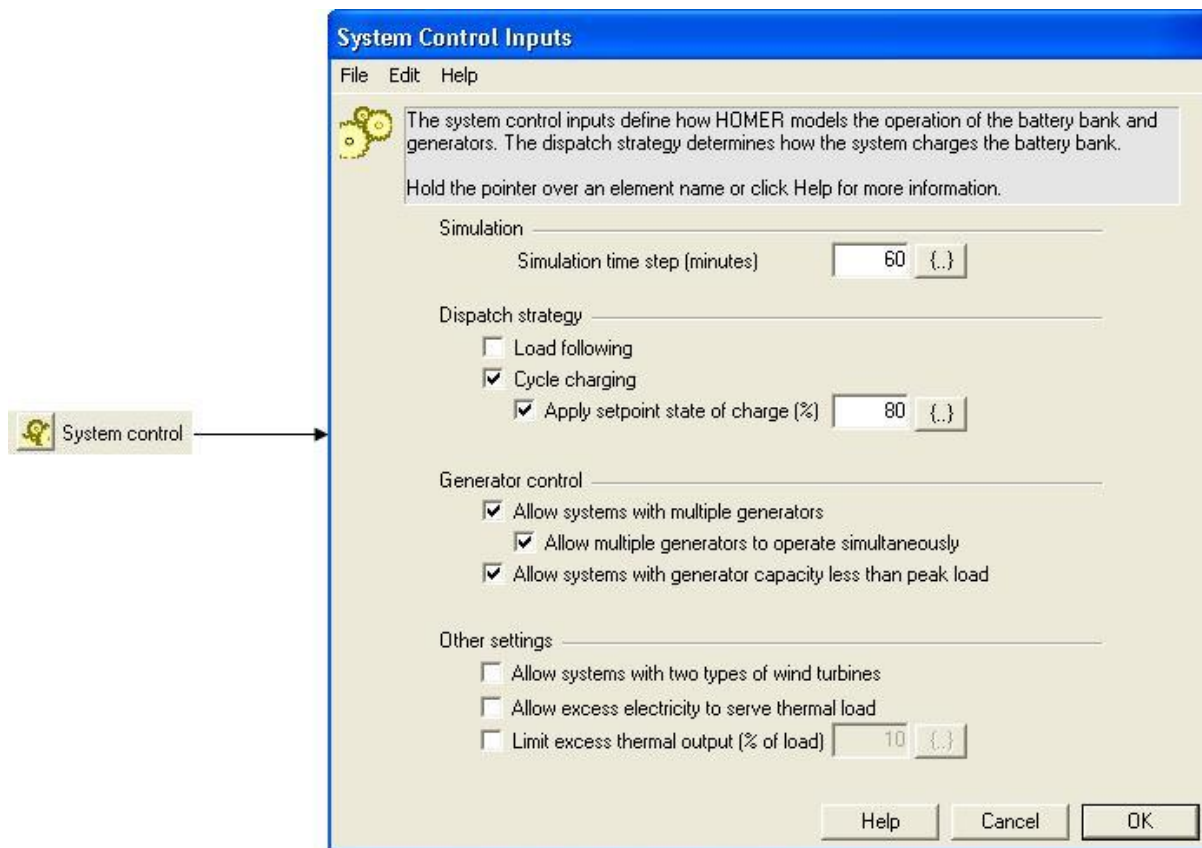 System Control Inputs
File Edit Help
The system control inputs define how HOMER models the operation of the battery bank and
generators. The dispatch strategy determines how the system charges the battery bank.
Hold the pointer over an element name or click Help for more information.
Simulation
Simulation time step (minutes) 60 {..}
Dispatch strategy
Load following
Cycle charging
Apply setpoint state of charge (%) 80 {..}
System control
Generator control
Allow systems with multiple generators
Allow multiple generators to operate simultaneously
Allow systems with generator capacity less than peak load
Other settings
Allow systems with two types of wind turbines
Allow excess electricity to serve thermal load
Limit excess thermal output (% of load) 10 {..}
Help Cancel OK